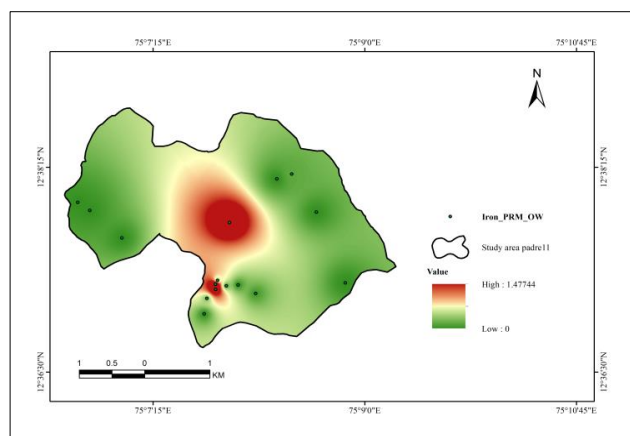 75°7'15"E
75°9'0"E
75°10'45"E
N
12°38'15"N
12°38'15"N
Iron_PRM_OW
Study area padre11
Value
High : 1.47744
Low : 0
12°36'30"N
12°36'30"N
1 0.5 0 1
KM
75°7'15"E
75°9'0"E
75°10'45"E